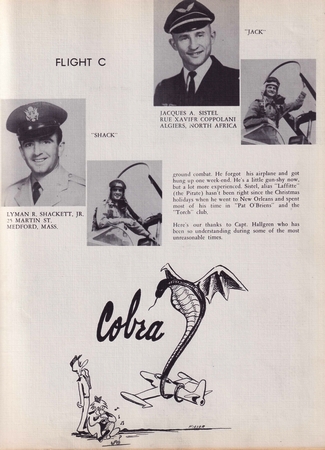 "JACK"
FLIGHT C
JACQUES A. SISTEL
RUE XAVIER COPPOLANI
ALGIERS, NORTH AFRICA
"SHACK"
LYMAN R. SHACKETT, JR.
25 MARTIN ST.
MEDFORD, MASS.
ground combat. He forgot his airplane and got
hung up one week-end. He's a little gun-shy now,
but a lot more experienced. Sistel, alias "Laffitte"
(the Pirate) hasn't been right since the Christmas
holidays when he went to New Orleans and spent
most of his time in "Pat O'Briens" and the
"Torch" club.
Here's our thanks to Capt. Hallgren who has
been so understanding during some of the most
unreasonable times.
Cobra